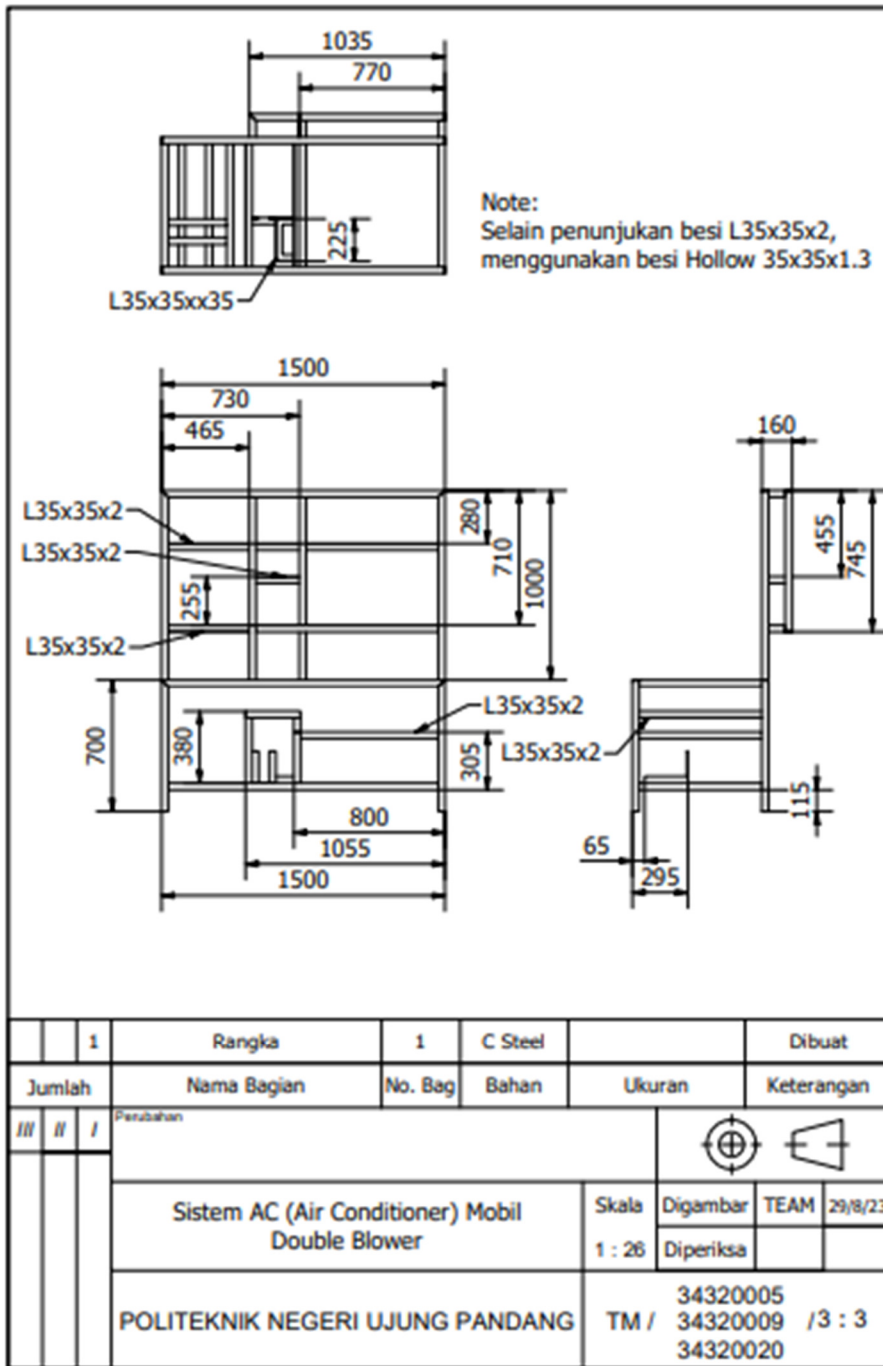 1035
770
Note:
Selain penunjukan besi L35x35x2,
menggunakan besi Hollow 35x35x1.3
225
L35x35xx35
1500
730
465
160
L35x35x2
L35x35x2
255
L35x35x2
280
710
1000
455
745
L35x35x2
L35x35x2
700
380
305
800
1055
1500
115
65
295
1 Rangka 1 C Steel Dibuat
Jumlah Nama Bagian No. Bag Bahan Ukuran Keterangan
III II I Perubahan
Sistem AC (Air Conditioner) Mobil
Double Blower
Skala Digambar TEAM 29/8/23
1 : 26 Diperiksa
POLITEKNIK NEGERI UJUNG PANDANG
TM /
34320005
34320009
34320020
/3 : 3